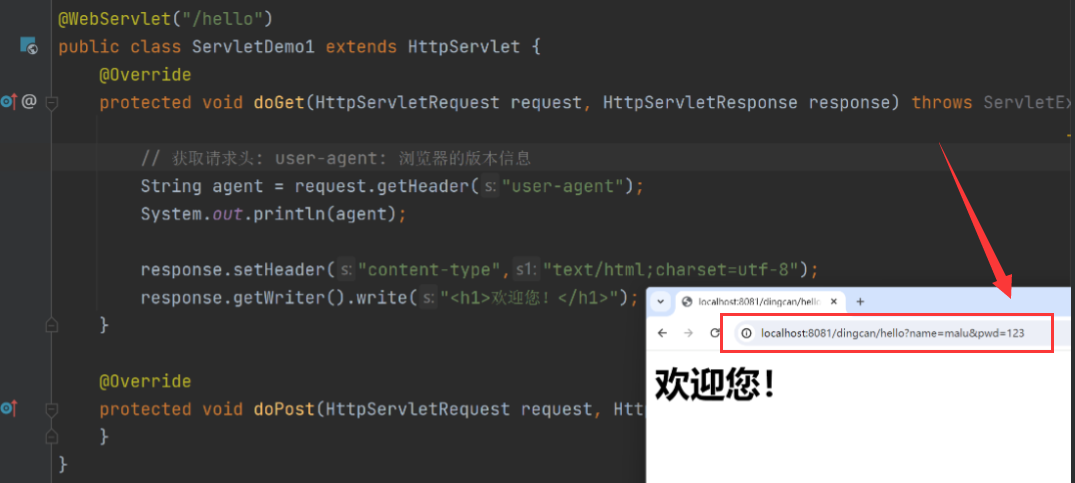 @WebServlet("/hello")
public class ServletDemo1 extends HttpServlet {
@Override
protected void doGet(HttpServletRequest request, HttpServletResponse response) throws ServletEx
// 获取请求头: user-agent: 浏览器的版本信息
String agent = request.getHeader( s: "user-agent");
System.out.println(agent);
response.setHeader( s: "content-type", s1: "text/html;charset=utf-8");
response.getWriter().write( s: "<h1>欢迎您！</h1>");
}
@Override
protected void doPost(HttpServletRequest request, Htt
}
}
localhost:8081/dingcan/hello
localhost:8081/dingcan/hello?name=malu&pwd=123
欢迎您！